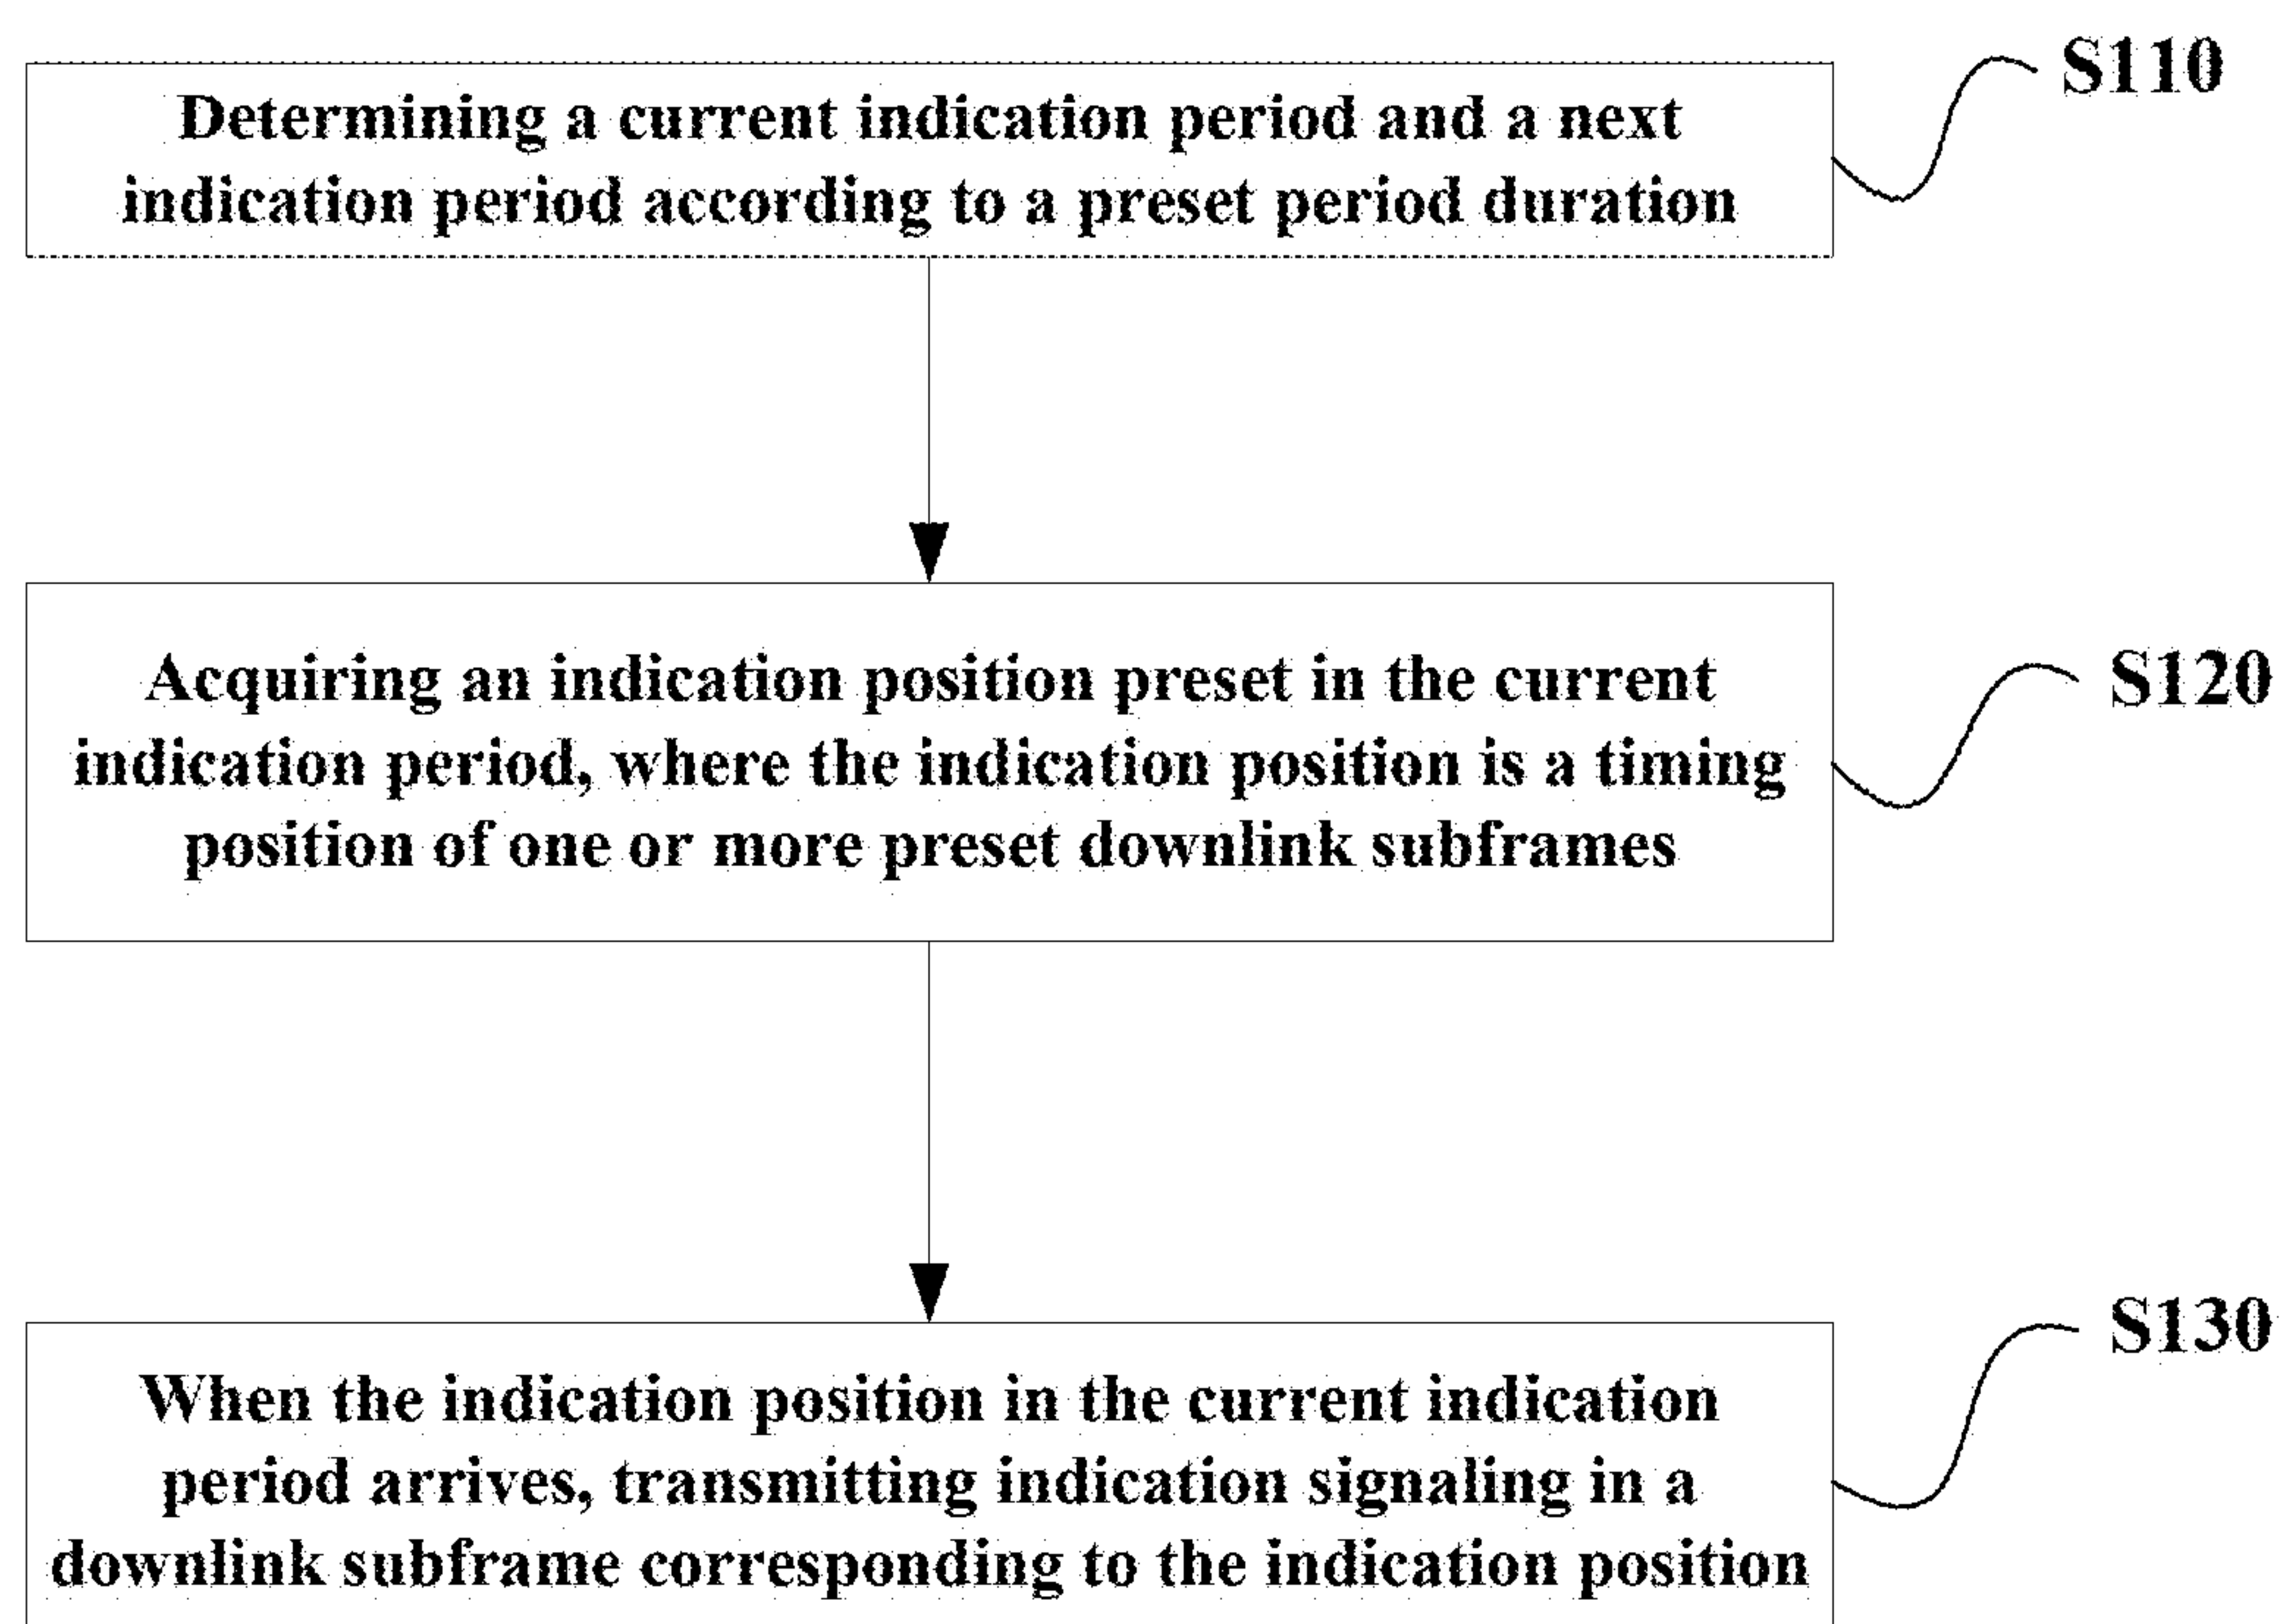 S110
Determining a current indication period and a next
indication period according to a preset period duration
S120
Acquiring an indication position preset in the current
indication period, where the indication position is a timing
position of one or more preset downlink subframes
S130
When the indication position in the current indication
period arrives, transmitting indication signaling in a
downlink subframe corresponding to the indication position